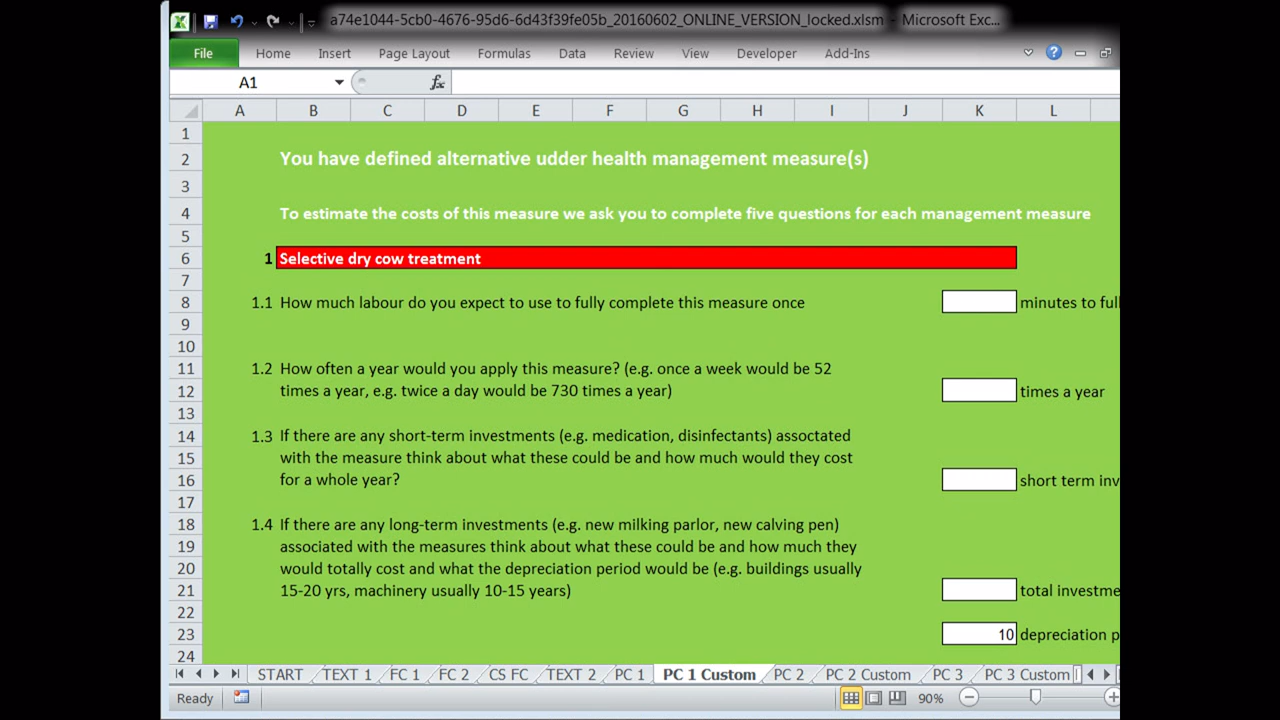 a74e1044-5cb0-4676-95d6-6d43f39fe05b_20160602_ONLINE_VERSION_locked.xlsm - Microsoft Exc...
File Home Insert Page Layout Formulas Data Review View Developer Add-Ins
A1 fx
A B C D E F G H I J K L
1
2 You have defined alternative udder health management measure(s)
3
4 To estimate the costs of this measure we ask you to complete five questions for each management measure
5
6 1 Selective dry cow treatment
7
8 1.1 How much labour do you expect to use to fully complete this measure once minutes to full
9
10
11 1.2 How often a year would you apply this measure? (e.g. once a week would be 52
12 times a year, e.g. twice a day would be 730 times a year) times a year
13
14 1.3 If there are any short-term investments (e.g. medication, disinfectants) assoctated
15 with the measure think about what these could be and how much would they cost
16 for a whole year? short term inv
17
18 1.4 If there are any long-term investments (e.g. new milking parlor, new calving pen)
19 associated with the measures think about what these could be and how much they
20 would totally cost and what the depreciation period would be (e.g. buildings usually
21 15-20 yrs, machinery usually 10-15 years) total investme
22
23 10 depreciation p
24
START TEXT 1 FC 1 FC 2 CS FC TEXT 2 PC 1 PC 1 Custom PC 2 PC 2 Custom PC 3 PC 3 Custom
Ready 90%